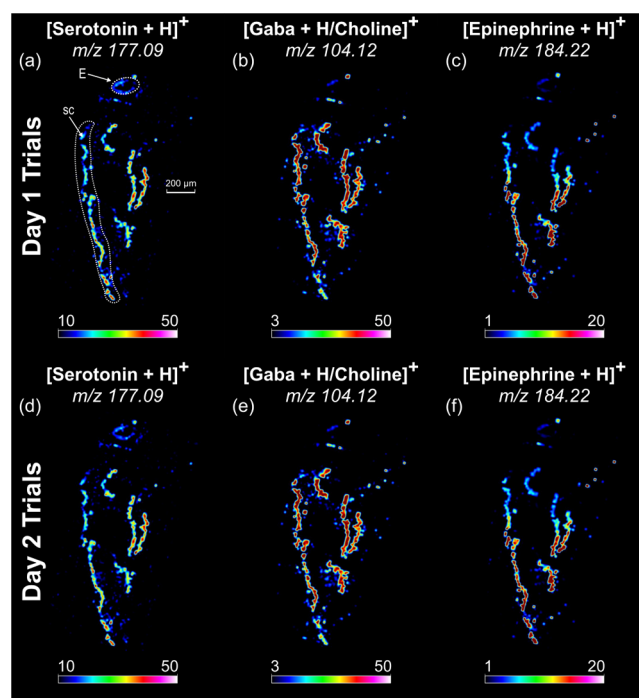 [Serotonin + H]+
m/z 177.09
[Gaba + H/Choline]+
m/z 104.12
[Epinephrine + H]+
m/z 184.22
(a)
(b)
(c)
E
SC
200 µm
Day 1 Trials
10
50
3
50
1
20
[Serotonin + H]+
m/z 177.09
[Gaba + H/Choline]+
m/z 104.12
[Epinephrine + H]+
m/z 184.22
(d)
(e)
(f)
Day 2 Trials
10
50
3
50
1
20